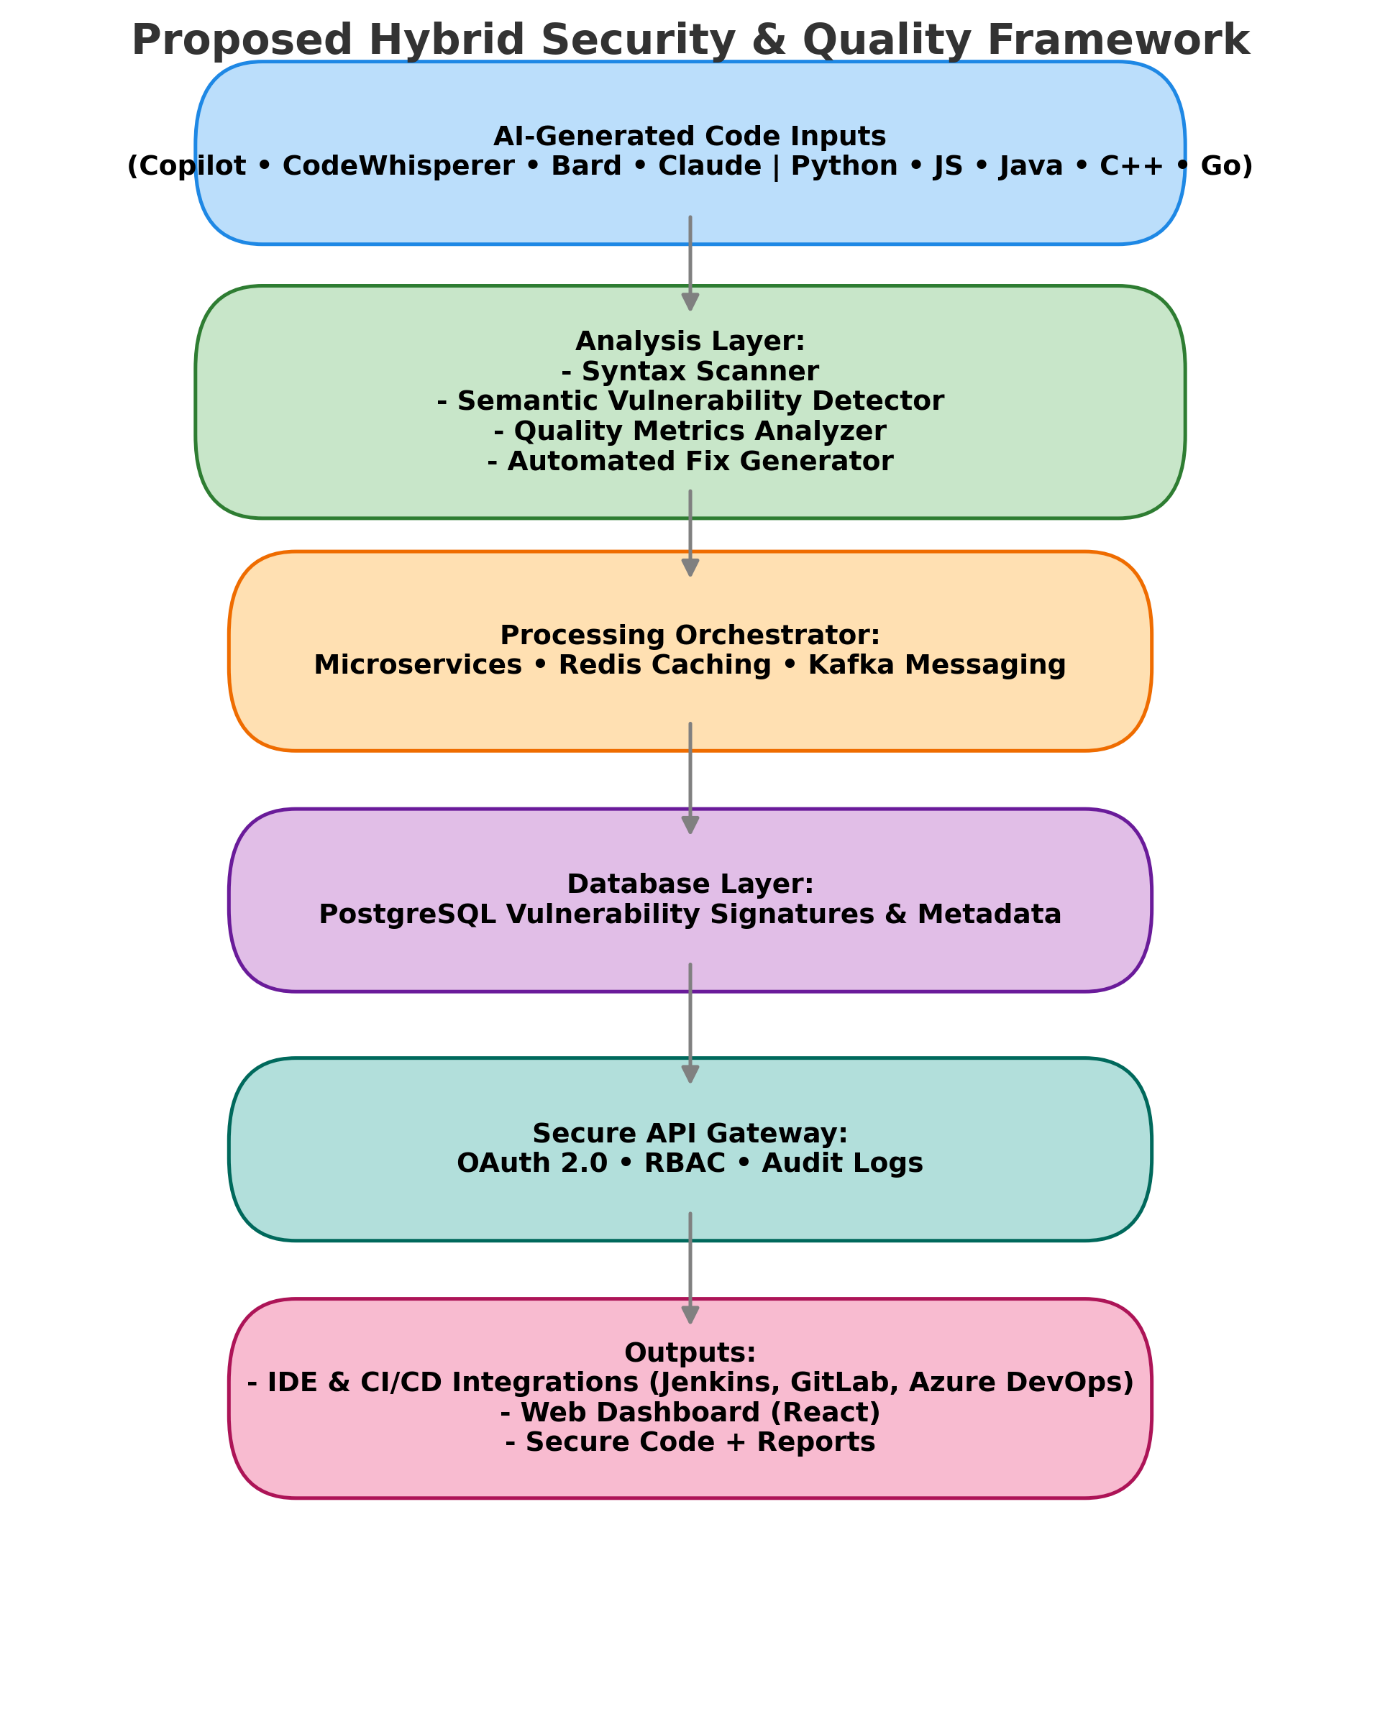 Proposed Hybrid Security & Quality Framework
AI-Generated Code Inputs
(Copilot • CodeWhisperer • Bard • Claude | Python • JS • Java • C++ • Go)
Analysis Layer:
- Syntax Scanner
- Semantic Vulnerability Detector
- Quality Metrics Analyzer
- Automated Fix Generator
Processing Orchestrator:
Microservices • Redis Caching • Kafka Messaging
Database Layer:
PostgreSQL Vulnerability Signatures & Metadata
Secure API Gateway:
OAuth 2.0 • RBAC • Audit Logs
Outputs:
- IDE & CI/CD Integrations (Jenkins, GitLab, Azure DevOps)
- Web Dashboard (React)
- Secure Code + Reports